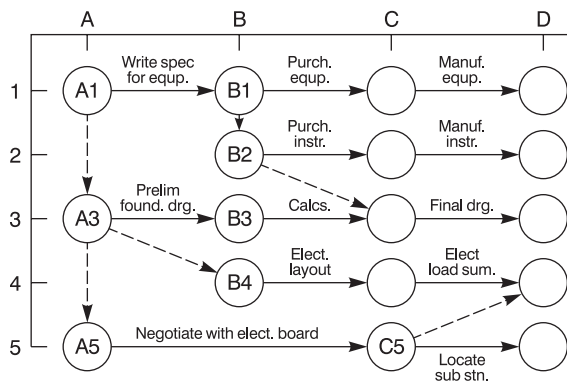 A B C D
Write spec
for equp.
Purch.
equp.
Manuf.
equp.
1 A1 B1
Purch.
instr.
Manuf.
instr.
2 B2
Prelim
found. drg.
Calcs.
Final drg.
3 A3 B3
Elect.
layout
Elect
load sum.
4 B4
Negotiate with elect. board
5 A5 C5
Locate
sub stn.